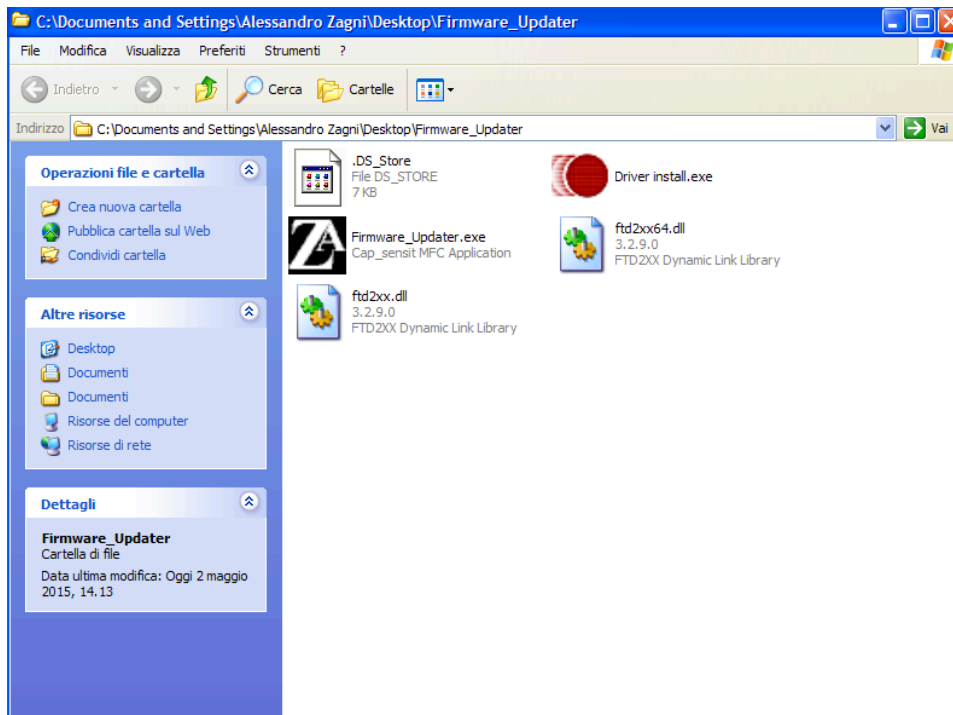 C:\Documents and Settings\Alessandro Zagni\Desktop\Firmware_Updater
File Modifica Visualizza Preferiti Strumenti ?
Indietro Cerca Cartelle
Indirizzo C:\Documents and Settings\Alessandro Zagni\Desktop\Firmware_Updater Vai
Operazioni file e cartella
Crea nuova cartella
Pubblica cartella sul Web
Condividi cartella
Altre risorse
Desktop
Documenti
Documenti
Risorse del computer
Risorse di rete
Dettagli
Firmware_Updater
Cartella di file
Data ultima modifica: Oggi 2 maggio
2015, 14.13
.DS_Store
File DS_STORE
7 KB
Driver install.exe
Firmware_Updater.exe
Cap_sensit MFC Application
ftd2xx64.dll
3.2.9.0
FTD2XX Dynamic Link Library
ftd2xx.dll
3.2.9.0
FTD2XX Dynamic Link Library